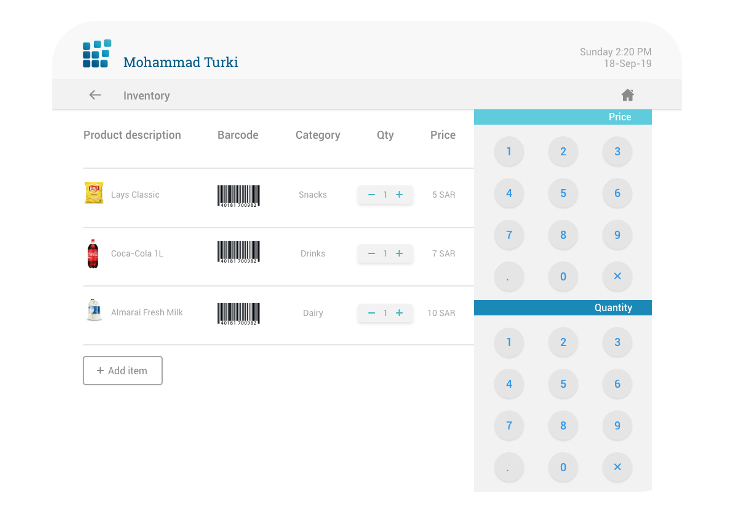 Mohammad Turki
Sunday 2:20 PM
18-Sep-19
Inventory
Product description Barcode Category Qty Price
Lays Classic Snacks − 1 + 5 SAR
Coca-Cola 1L Drinks − 1 + 7 SAR
Almarai Fresh Milk Dairy − 1 + 10 SAR
+ Add item
Price
1 2 3
4 5 6
7 8 9
. 0 ×
Quantity
1 2 3
4 5 6
7 8 9
. 0 ×